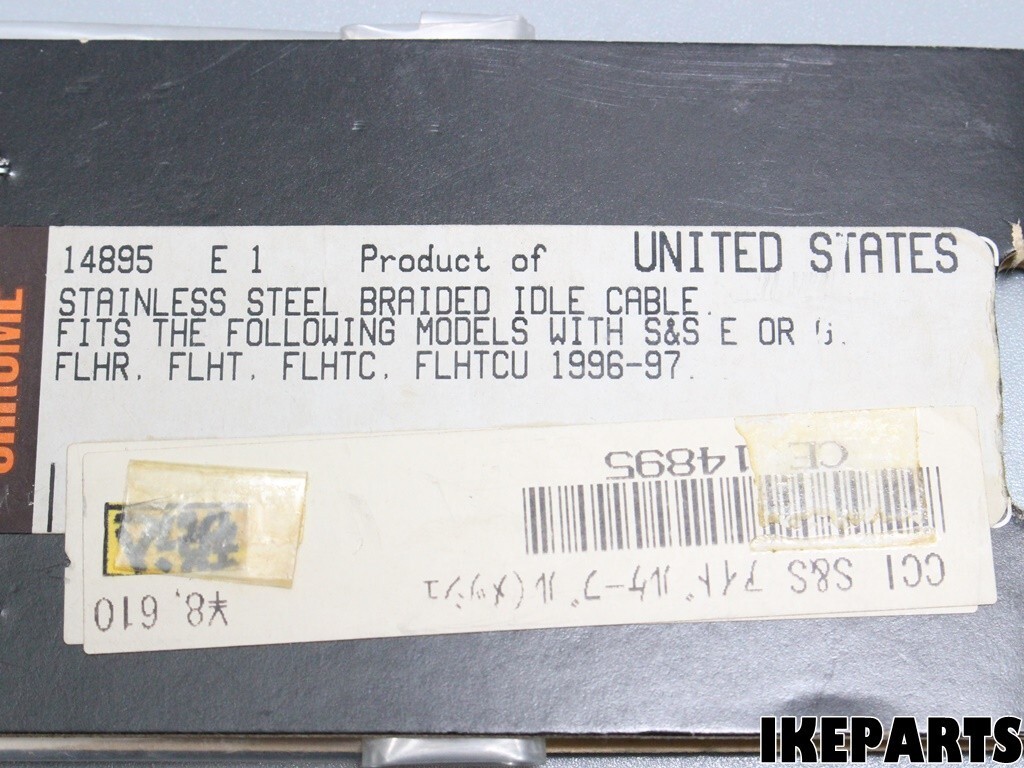 14895 E 1 Product of UNITED STATES
STAINLESS STEEL BRAIDED IDLE CABLE.
FITS THE FOLLOWING MODELS WITH S&S E OR G.
FLHR, FLHT, FLHTC, FLHTCU 1996-97.
CCI S&S アイドルケーブル(メッシュ
CE 14895
¥8,610
IKEPARTS